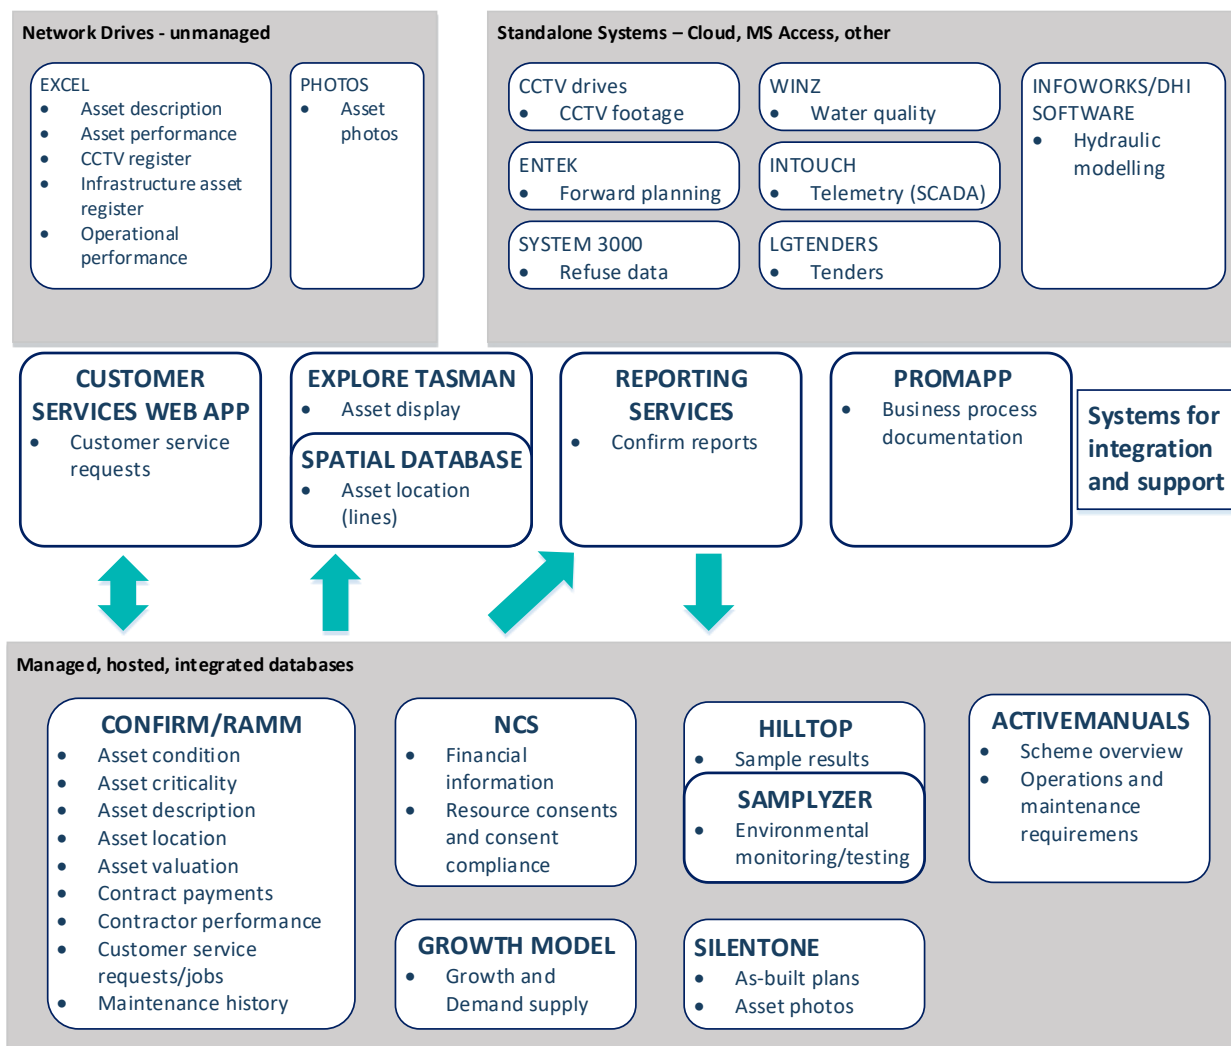 Network Drives - unmanaged
EXCEL
• Asset description
• Asset performance
• CCTV register
• Infrastructure asset
register
• Operational
performance
PHOTOS
• Asset
photos
Standalone Systems – Cloud, MS Access, other
CCTV drives
• CCTV footage
WINZ
• Water quality
INFOWORKS/DHI
SOFTWARE
• Hydraulic
modelling
ENTEK
• Forward planning
INTOUCH
• Telemetry (SCADA)
SYSTEM 3000
• Refuse data
LGTENDERS
• Tenders
CUSTOMER
SERVICES WEB APP
• Customer service
requests
EXPLORE TASMAN
• Asset display
SPATIAL DATABASE
• Asset location
(lines)
REPORTING
SERVICES
• Confirm reports
PROMAPP
• Business process
documentation
Systems for
integration
and support
Managed, hosted, integrated databases
CONFIRM/RAMM
• Asset condition
• Asset criticality
• Asset description
• Asset location
• Asset valuation
• Contract payments
• Contractor performance
• Customer service
requests/jobs
• Maintenance history
NCS
• Financial
information
• Resource consents
and consent
compliance
HILLTOP
• Sample results
SAMPLYZER
• Environmental
monitoring/testing
ACTIVEMANUALS
• Scheme overview
• Operations and
maintenance
requiremens
GROWTH MODEL
• Growth and
Demand supply
SILENTONE
• As-built plans
• Asset photos